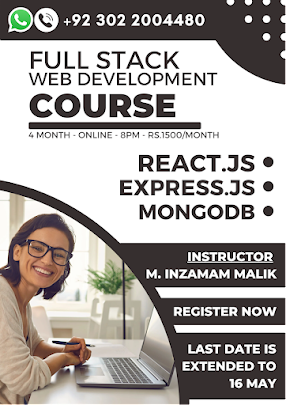 +92 302 2004480
FULL STACK
WEB DEVELOPMENT
COURSE
4 MONTH - ONLINE - 8PM - RS.1500/MONTH
REACT.JS
EXPRESS.JS
MONGODB
INSTRUCTOR
M. INZAMAM MALIK
REGISTER NOW
LAST DATE IS
EXTENDED TO
16 MAY